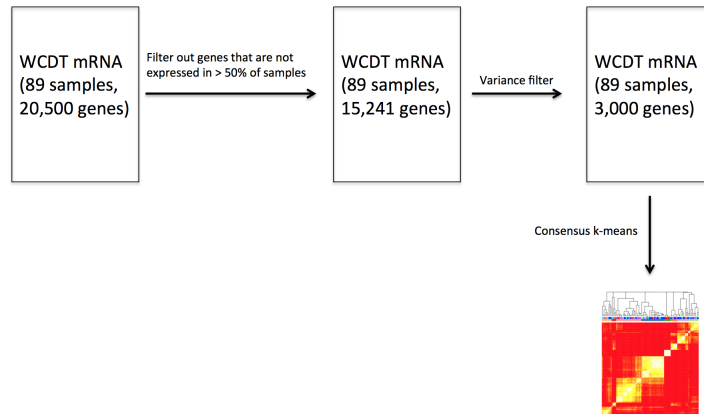 WCDT mRNA
(89 samples,
20,500 genes)
Filter out genes that are not
expressed in > 50% of samples
WCDT mRNA
(89 samples,
15,241 genes)
Variance filter
WCDT mRNA
(89 samples,
3,000 genes)
Consensus k-means